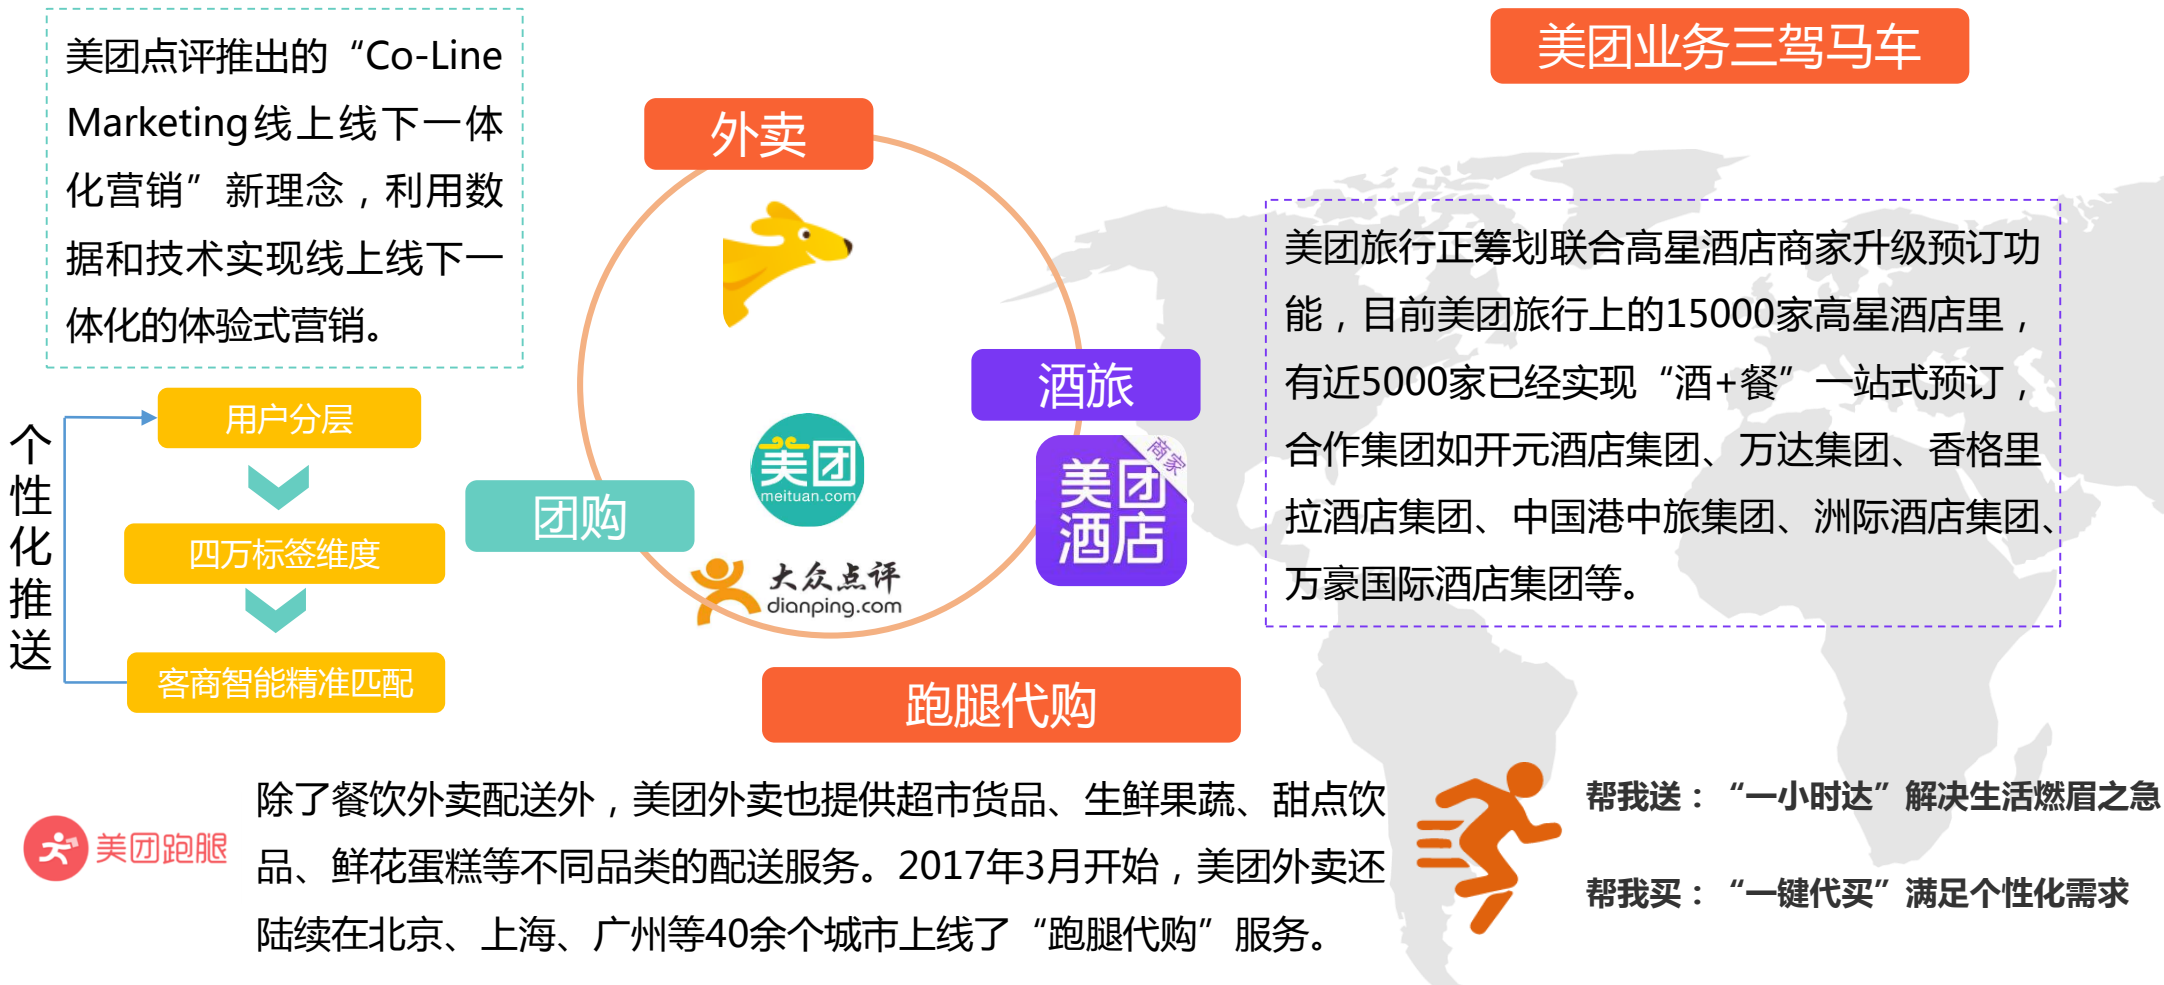 美团业务三驾马车
美团点评推出的“Co-Line
Marketing线上线下一体
化营销”新理念，利用数
据和技术实现线上线下一
体化的体验式营销。
个性化推送
用户分层
四万标签维度
客商智能精准匹配
外卖
团购
酒旅
美团
meituan.com
大众点评
dianping.com
商家
美团
酒店
美团旅行正筹划联合高星酒店商家升级预订功
能，目前美团旅行上的15000家高星酒店里，
有近5000家已经实现“酒+餐”一站式预订，
合作集团如开元酒店集团、万达集团、香格里
拉酒店集团、中国港中旅集团、洲际酒店集团、
万豪国际酒店集团等。
跑腿代购
美团跑腿
除了餐饮外卖配送外，美团外卖也提供超市货品、生鲜果蔬、甜点饮
品、鲜花蛋糕等不同品类的配送服务。2017年3月开始，美团外卖还
陆续在北京、上海、广州等40余个城市上线了“跑腿代购”服务。
帮我送：“一小时达”解决生活燃眉之急
帮我买：“一键代买”满足个性化需求